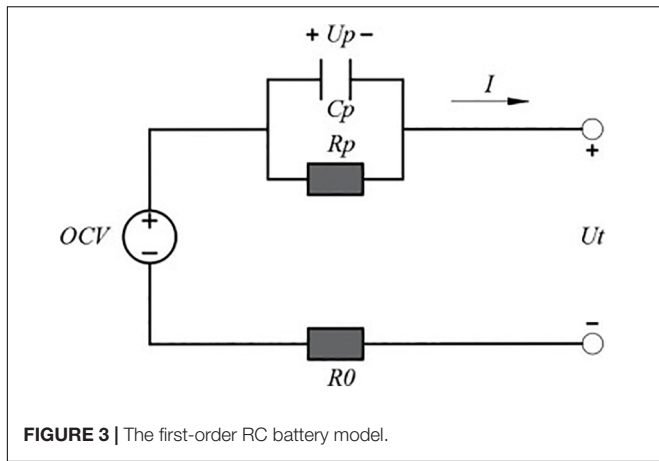 + Up −
I
Cp
Rp
+
+
OCV
−
Ut
−
R0
FIGURE 3 | The first-order RC battery model.